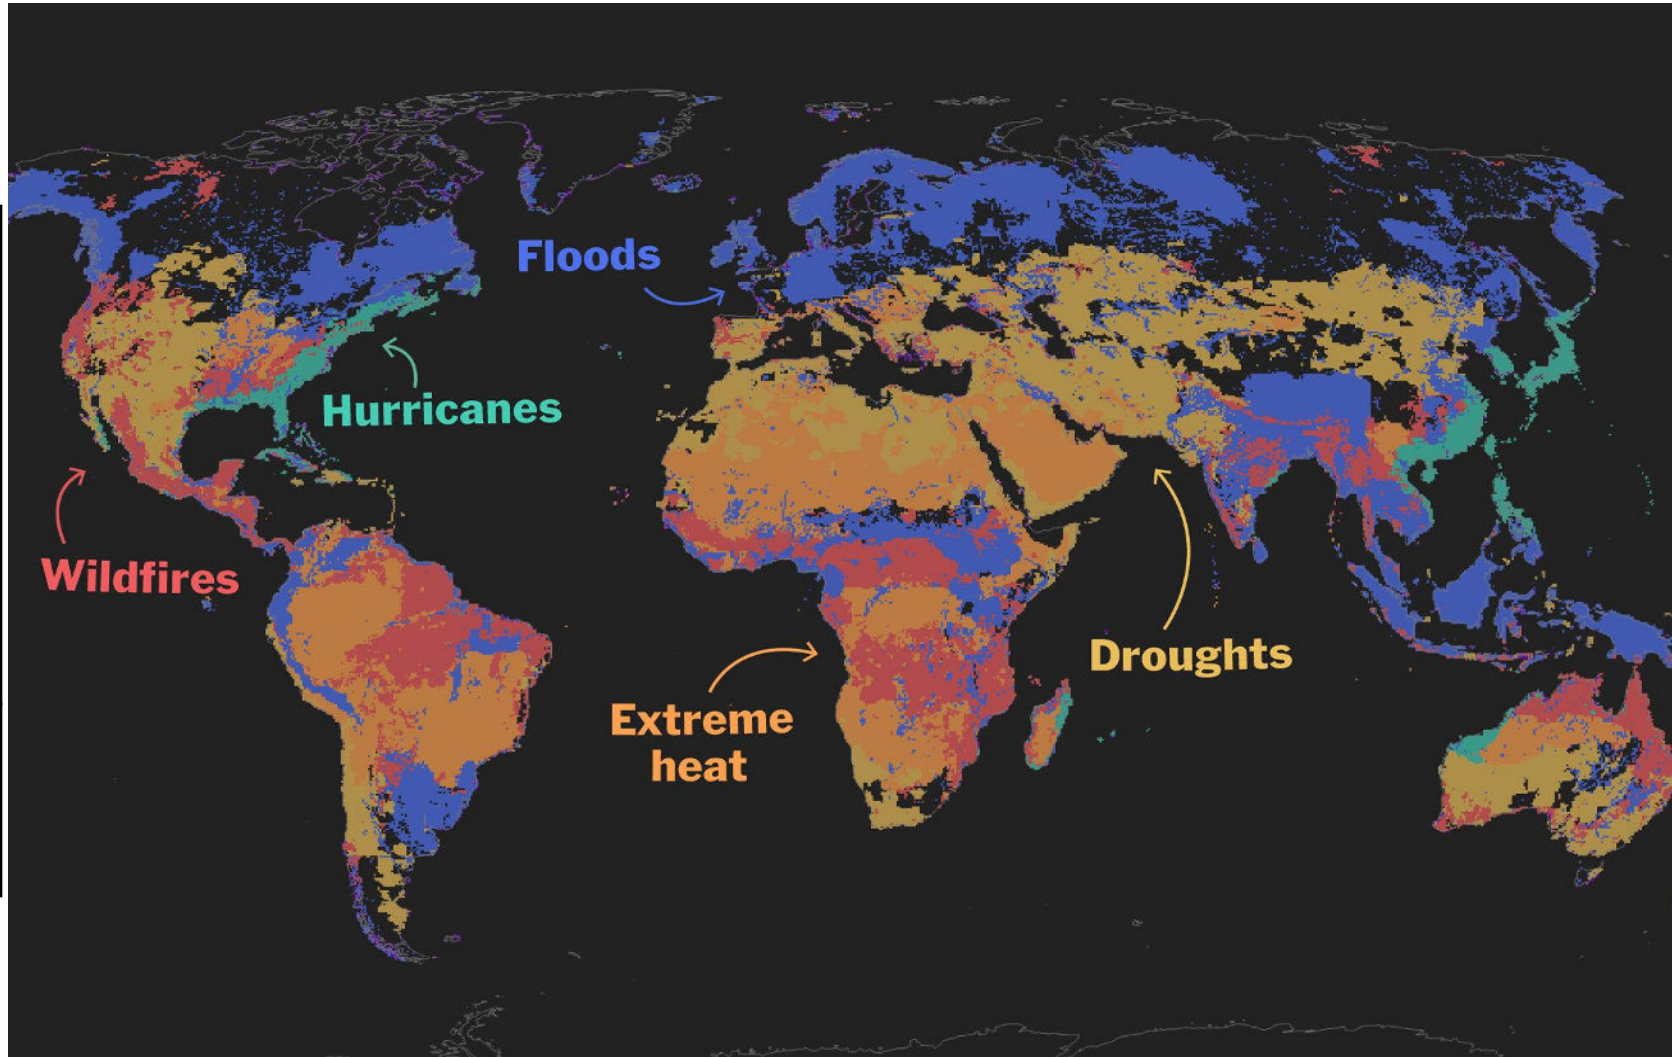 Floods
Hurricanes
Wildfires
Droughts
Extreme
heat